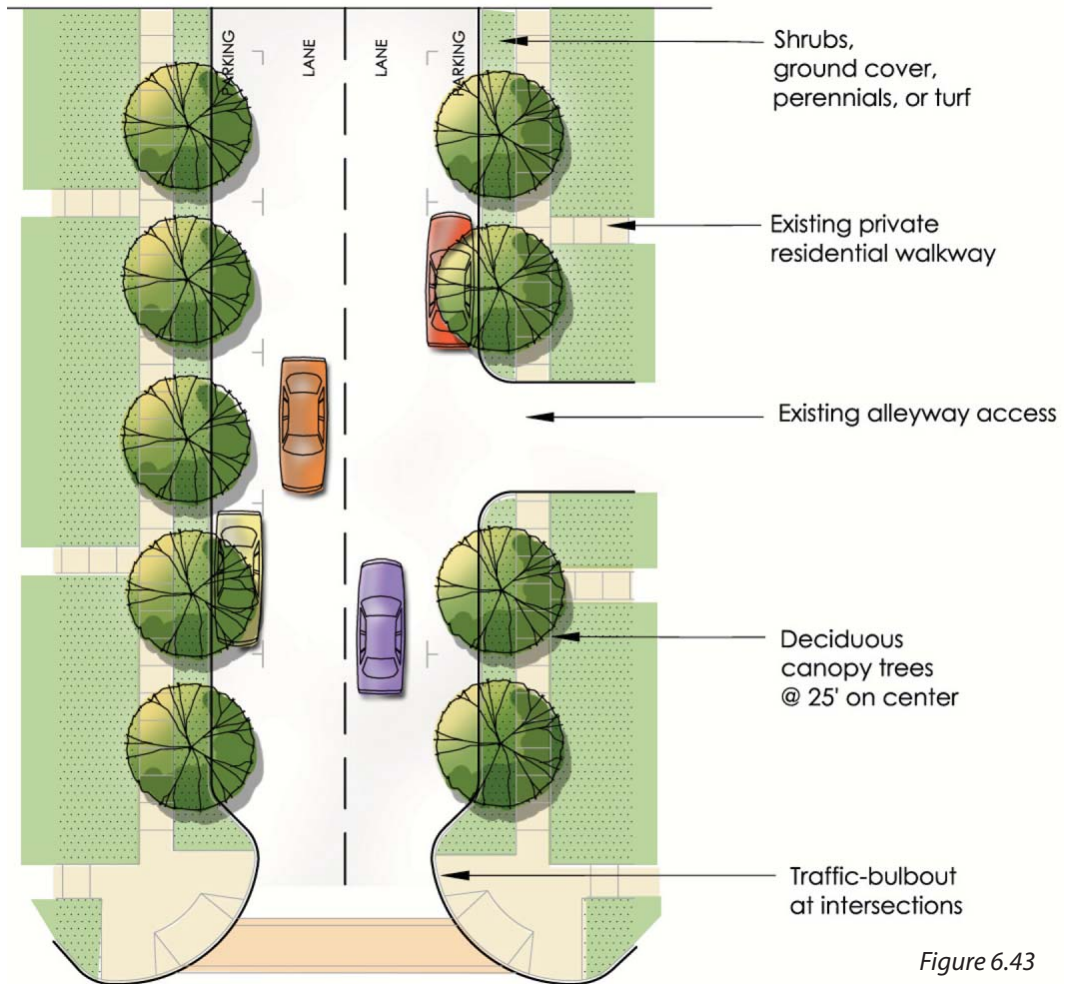 PARKING
LANE
LANE
PARKING
Shrubs,
ground cover,
perennials, or turf
Existing private
residential walkway
Existing alleyway access
Deciduous
canopy trees
@ 25' on center
Traffic-bulbout
at intersections
Figure 6.43